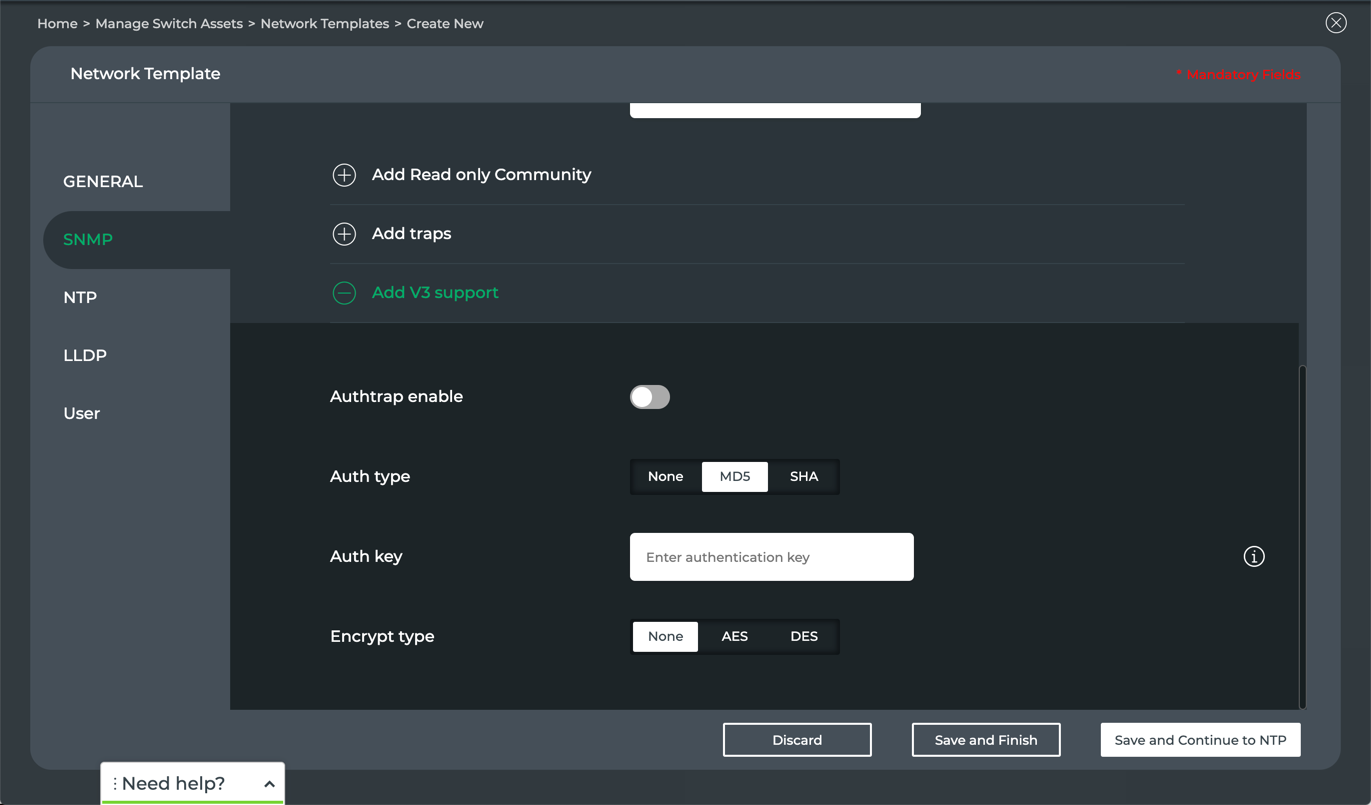 Home > Manage Switch Assets > Network Templates > Create New
Network Template
* Mandatory Fields
GENERAL
SNMP
NTP
LLDP
User
Add Read only Community
Add traps
Add V3 support
Authtrap enable
Auth type
None MD5 SHA
Auth key
Enter authentication key
Encrypt type
None AES DES
Discard
Save and Finish
Save and Continue to NTP
Need help?